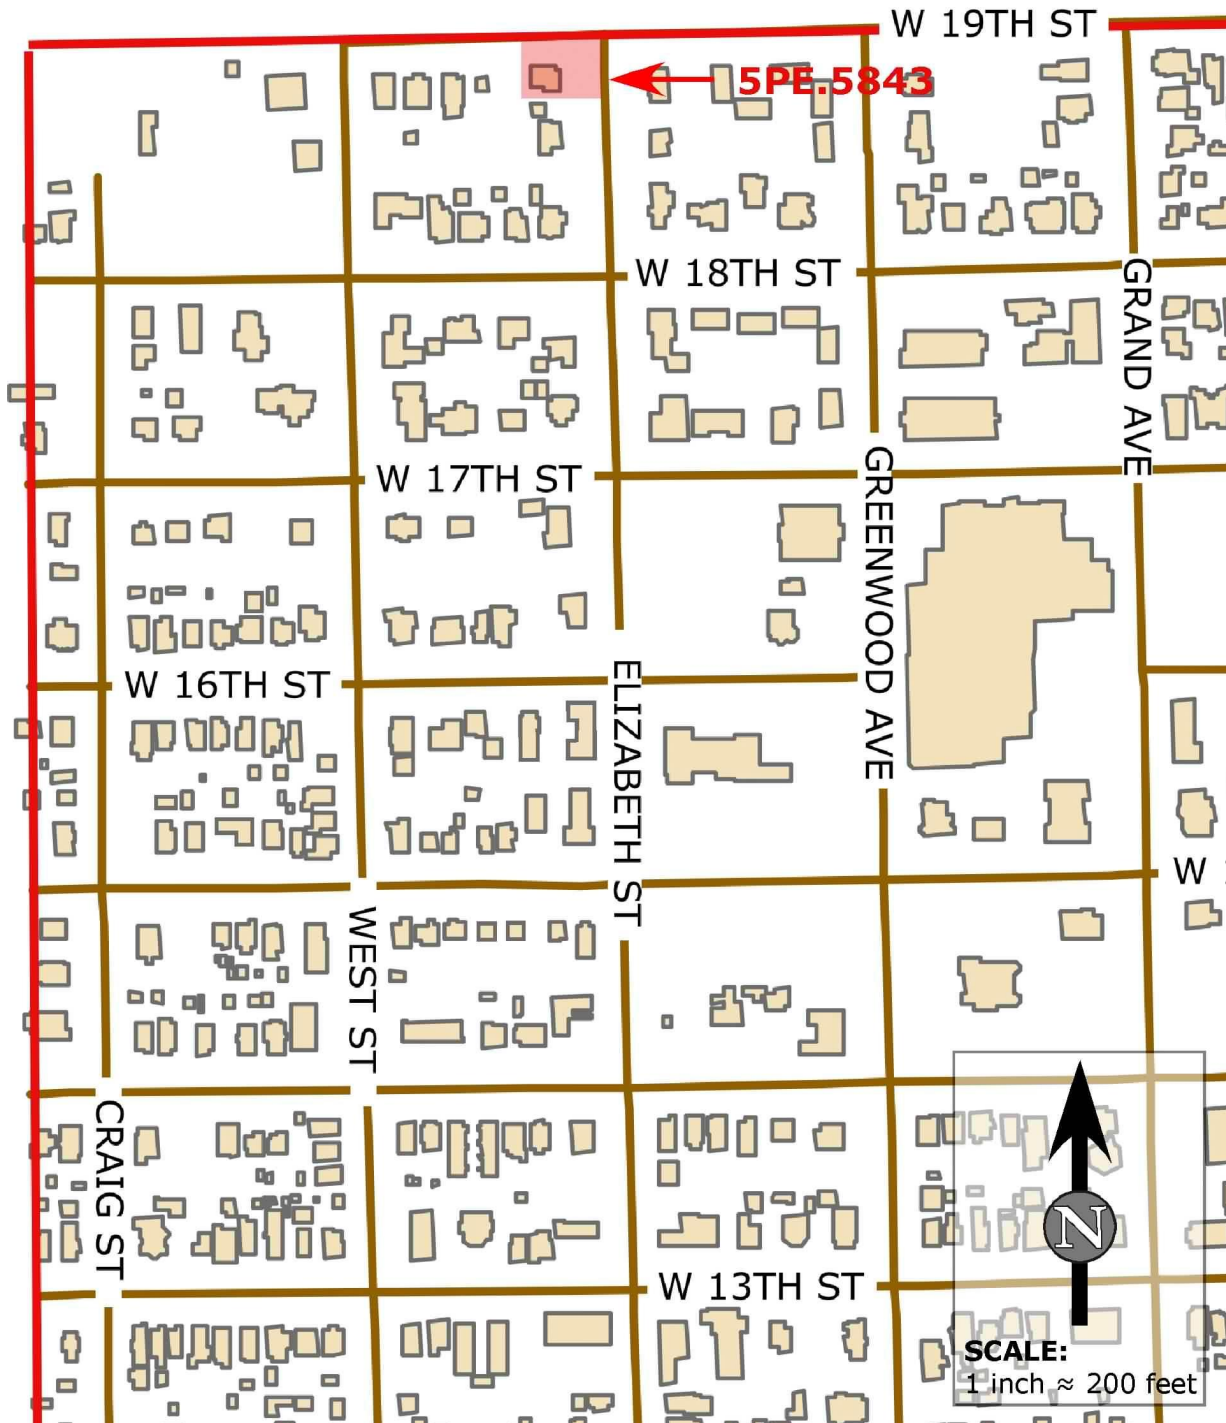 W 19TH ST
5PE.5843
W 18TH ST
GRAND AVE
W 17TH ST
GREENWOOD AVE
W 16TH ST
ELIZABETH ST
W
WEST ST
CRAIG ST
N
W 13TH ST
SCALE:
1 inch ≈ 200 feet